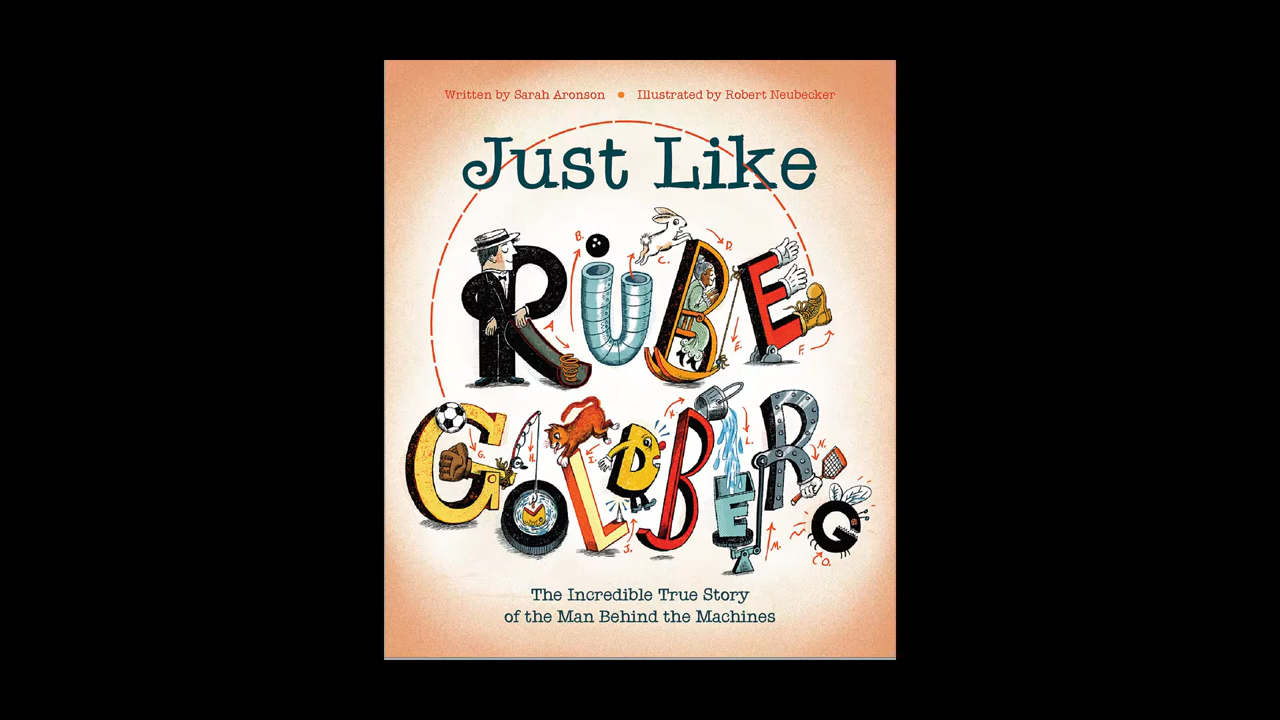 Written by Sarah Aronson • Illustrated by Robert Neubecker
Just Like
RUBE
A. B. C. D. E. F.
GOLDBERG
G. H. I. J. K. L. M. N. O.
The Incredible True Story
of the Man Behind the Machines